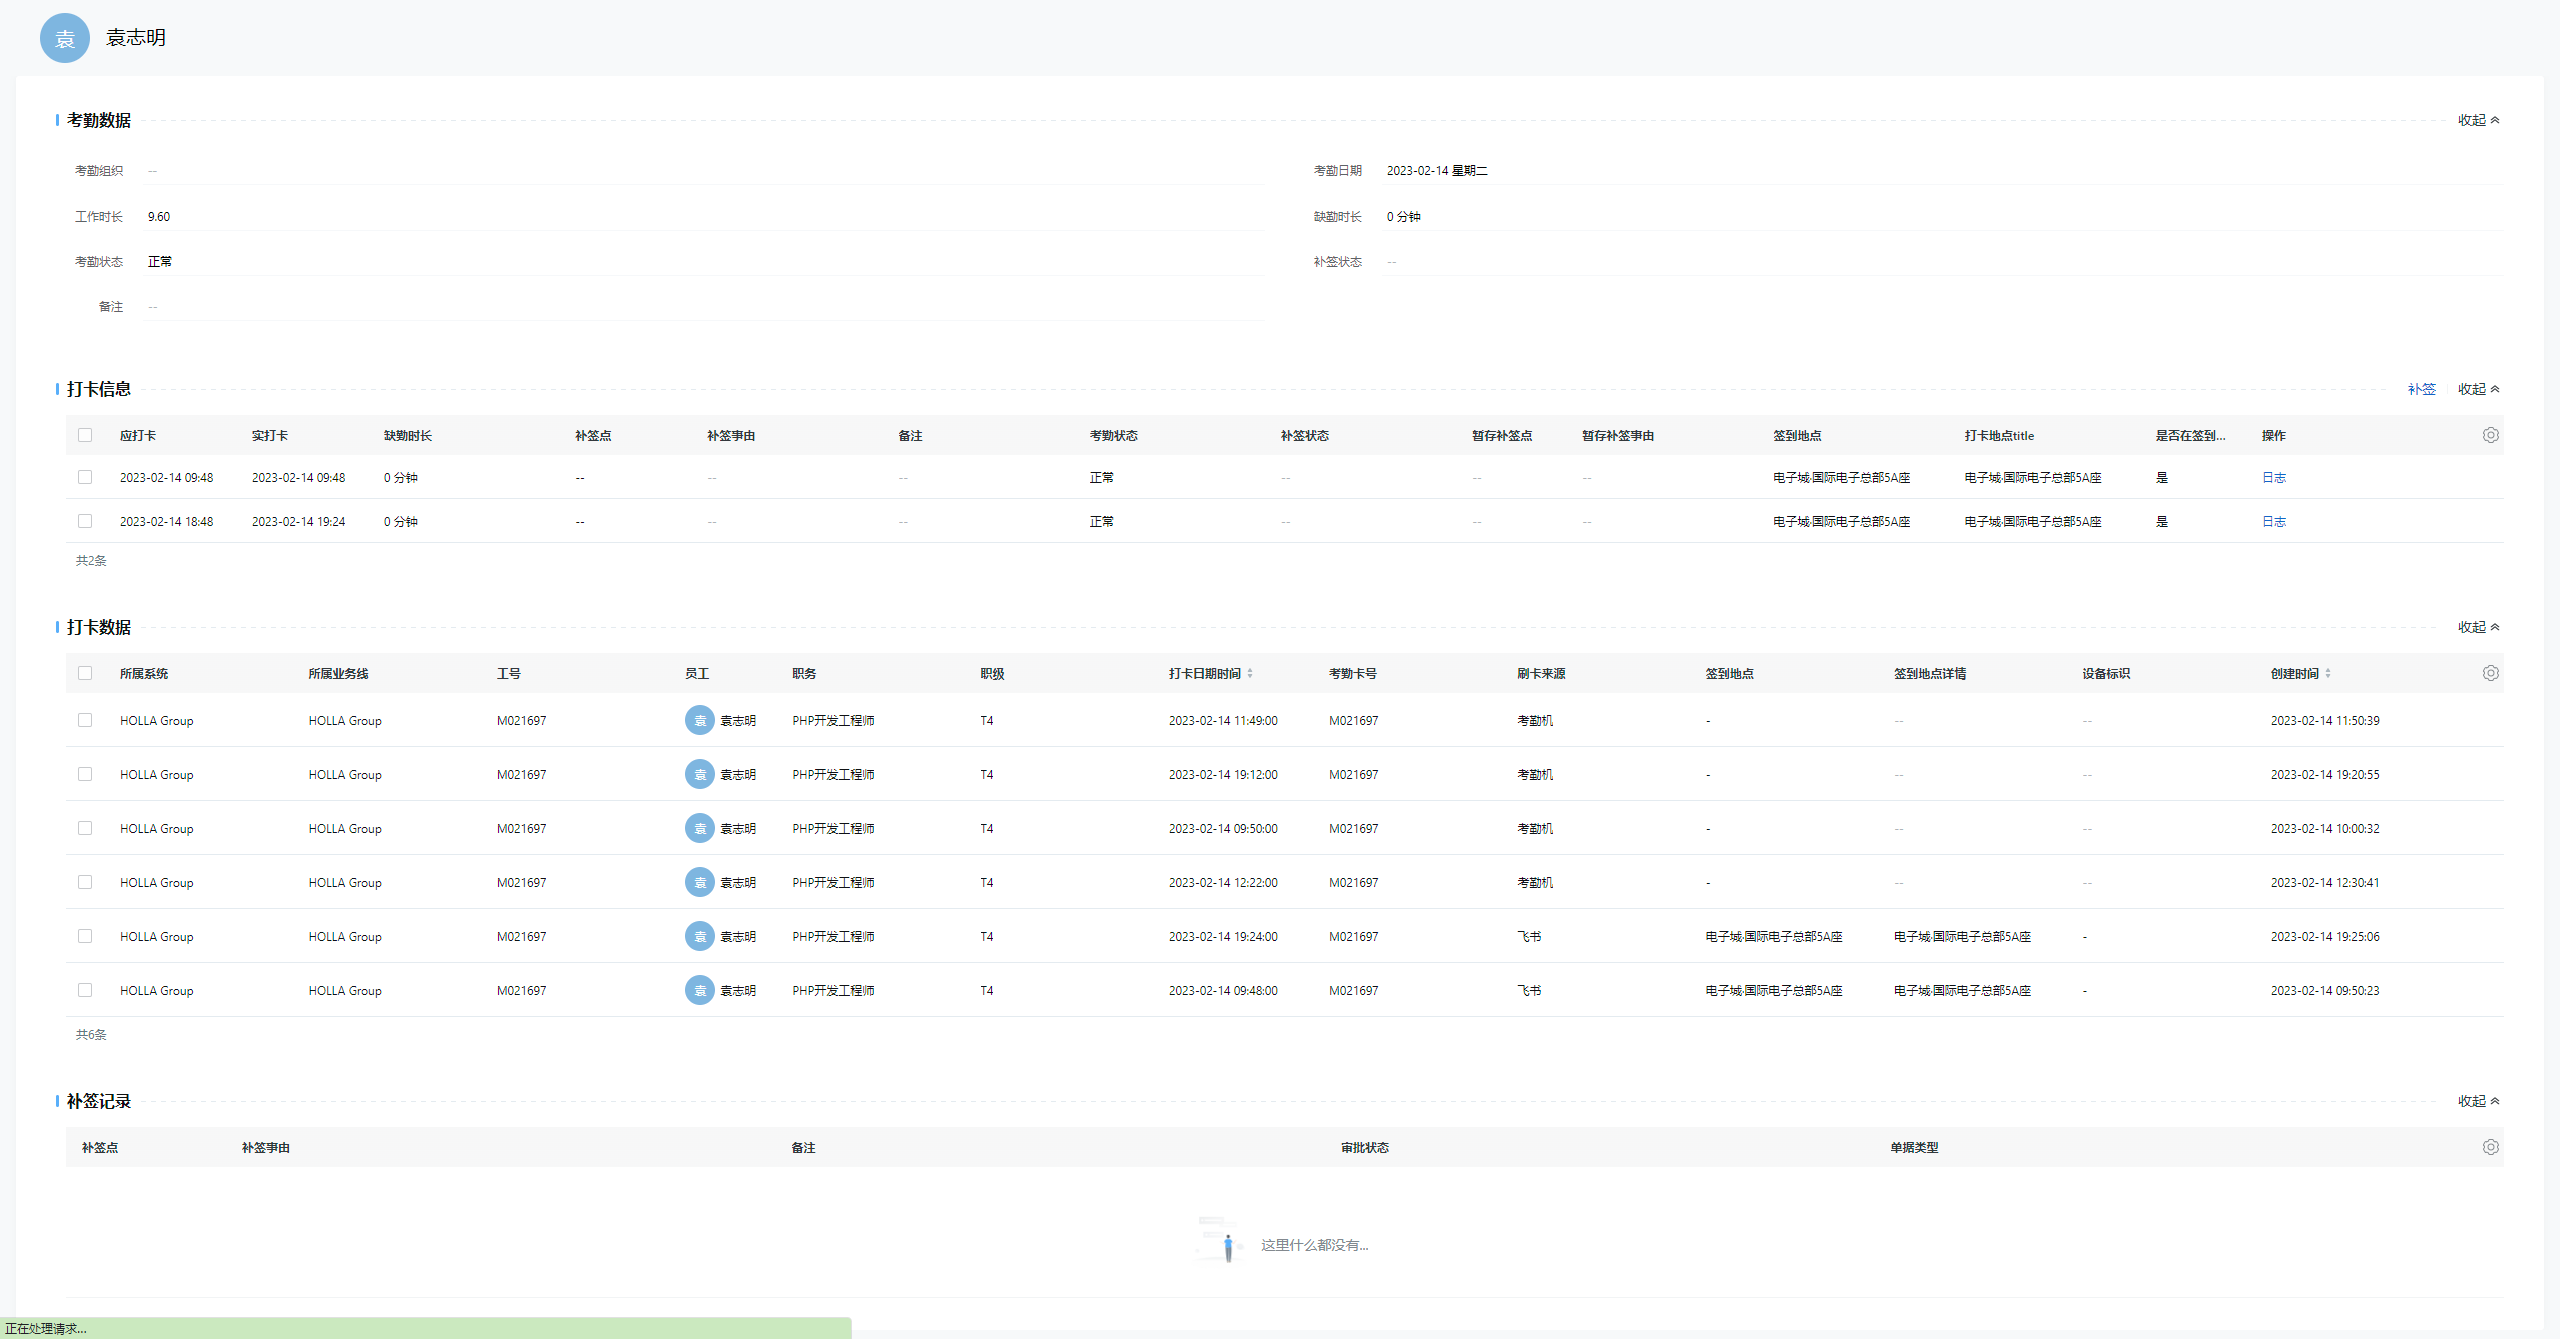 袁 袁志明
考勤数据 收起
考勤组织 -- 考勤日期 2023-02-14 星期二
工作时长 9.60 缺勤时长 0 分钟
考勤状态 正常 补签状态 --
备注 --
打卡信息 补签 收起
应打卡 实打卡 缺勤时长 补签点 补签事由 备注 考勤状态 补签状态 暂存补签点 暂存补签事由 签到地点 打卡地点title 是否在签到... 操作
2023-02-14 09:48 2023-02-14 09:48 0 分钟 -- -- -- 正常 -- -- -- 电子城·国际电子总部5A座 电子城·国际电子总部5A座 是 日志
2023-02-14 18:48 2023-02-14 19:24 0 分钟 -- -- -- 正常 -- -- -- 电子城·国际电子总部5A座 电子城·国际电子总部5A座 是 日志
共2条
打卡数据 收起
所属系统 所属业务线 工号 员工 职务 职级 打卡日期时间 考勤卡号 刷卡来源 签到地点 签到地点详情 设备标识 创建时间
HOLLA Group HOLLA Group M021697 袁 袁志明 PHP开发工程师 T4 2023-02-14 11:49:00 M021697 考勤机 - -- -- 2023-02-14 11:50:39
HOLLA Group HOLLA Group M021697 袁 袁志明 PHP开发工程师 T4 2023-02-14 19:12:00 M021697 考勤机 - -- -- 2023-02-14 19:20:55
HOLLA Group HOLLA Group M021697 袁 袁志明 PHP开发工程师 T4 2023-02-14 09:50:00 M021697 考勤机 - -- -- 2023-02-14 10:00:32
HOLLA Group HOLLA Group M021697 袁 袁志明 PHP开发工程师 T4 2023-02-14 12:22:00 M021697 考勤机 - -- -- 2023-02-14 12:30:41
HOLLA Group HOLLA Group M021697 袁 袁志明 PHP开发工程师 T4 2023-02-14 19:24:00 M021697 飞书 电子城·国际电子总部5A座 电子城·国际电子总部5A座 - 2023-02-14 19:25:06
HOLLA Group HOLLA Group M021697 袁 袁志明 PHP开发工程师 T4 2023-02-14 09:48:00 M021697 飞书 电子城·国际电子总部5A座 电子城·国际电子总部5A座 - 2023-02-14 09:50:23
共6条
补签记录 收起
补签点 补签事由 备注 审批状态 单据类型
这里什么都没有...
正在处理请求...